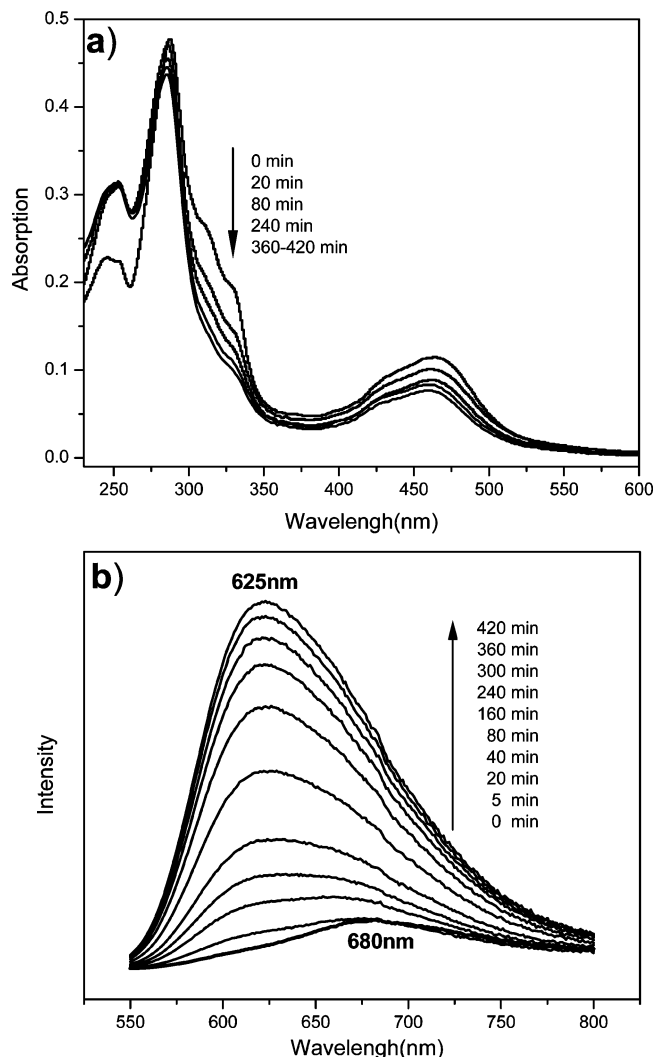 a)
0.5
0.4
0.3
0.2
0.1
0.0
Absorption
0 min
20 min
80 min
240 min
360-420 min
250 300 350 400 450 500 550 600
Wavelengh(nm)
b)
625nm
420 min
360 min
300 min
240 min
160 min
80 min
40 min
20 min
5 min
0 min
Intensity
680nm
550 600 650 700 750 800
Wavelengh(nm)